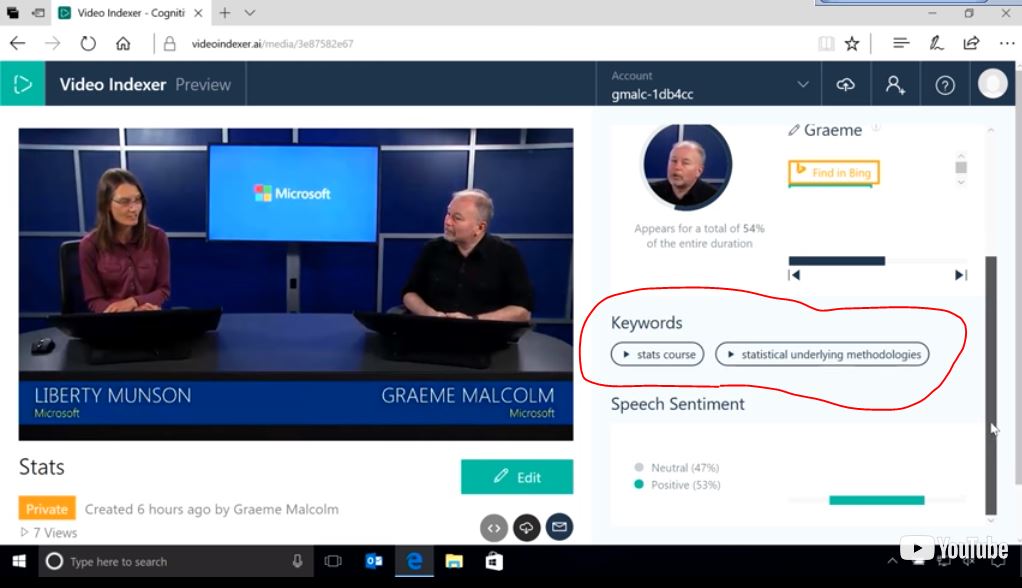 Video Indexer - Cogniti
videoindexer.ai/media/3e87582e67
Video Indexer Preview
Account
gmalc-1db4cc
Microsoft
LIBERTY MUNSON
Microsoft
GRAEME MALCOLM
Microsoft
Stats
Edit
Private Created 6 hours ago by Graeme Malcolm
7 Views
Graeme
Find in Bing
Appears for a total of 54%
of the entire duration
Keywords
stats course
statistical underlying methodologies
Speech Sentiment
Neutral (47%)
Positive (53%)
Type here to search
YouTube